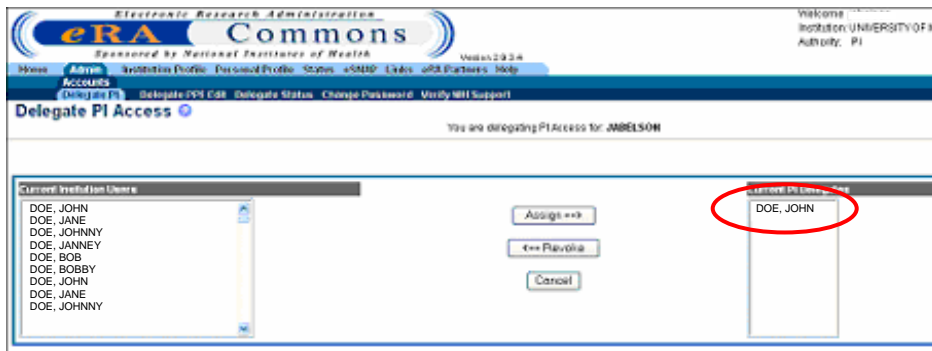 Electronic Research Administration
eRA Commons
Sponsored by National Institutes of Health
Version 2.9.3.4
Welcome
Institution: UNIVERSITY OF
Authority: PI
Home Admin Institution Profile Personal Profile Status eSNAP Links eRA Partners Help
Accounts
Delegate PI Delegate PPF Edit Delegate Status Change Password Verify NIH Support
Delegate PI Access
You are delegating PI Access for: JABELSON
Current Institution Users
DOE, JOHN
DOE, JANE
DOE, JOHNNY
DOE, JANNEY
DOE, BOB
DOE, BOBBY
DOE, JOHN
DOE, JANE
DOE, JOHNNY
Assign ==>
<== Revoke
Cancel
Current PI Delegates
DOE, JOHN